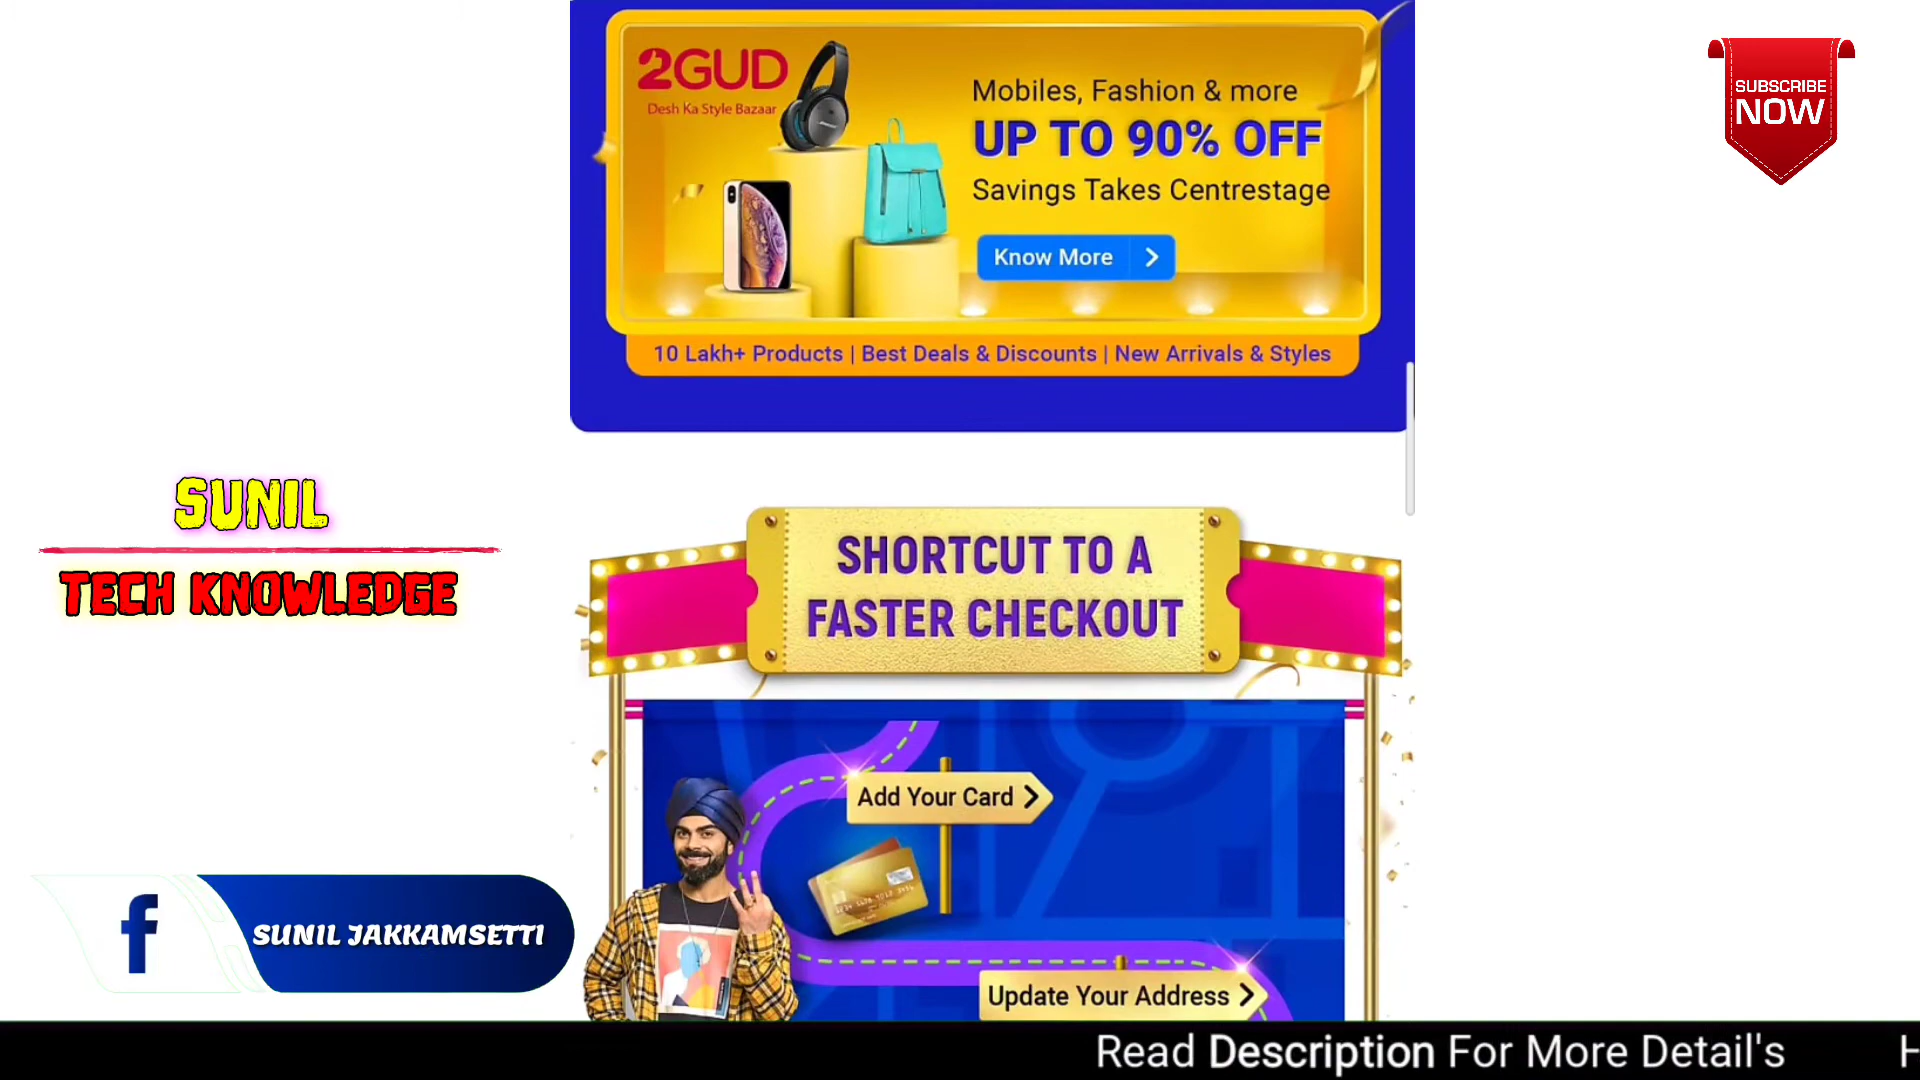 2GUD
Desh Ka Style Bazaar
Mobiles, Fashion & more
UP TO 90% OFF
Savings Takes Centrestage
Know More
10 Lakh+ Products | Best Deals & Discounts | New Arrivals & Styles
SUBSCRIBE
NOW
SUNIL
TECH KNOWLEDGE
SHORTCUT TO A
FASTER CHECKOUT
Add Your Card
Update Your Address
f
SUNIL JAKKAMSETTI
Read Description For More Detail's